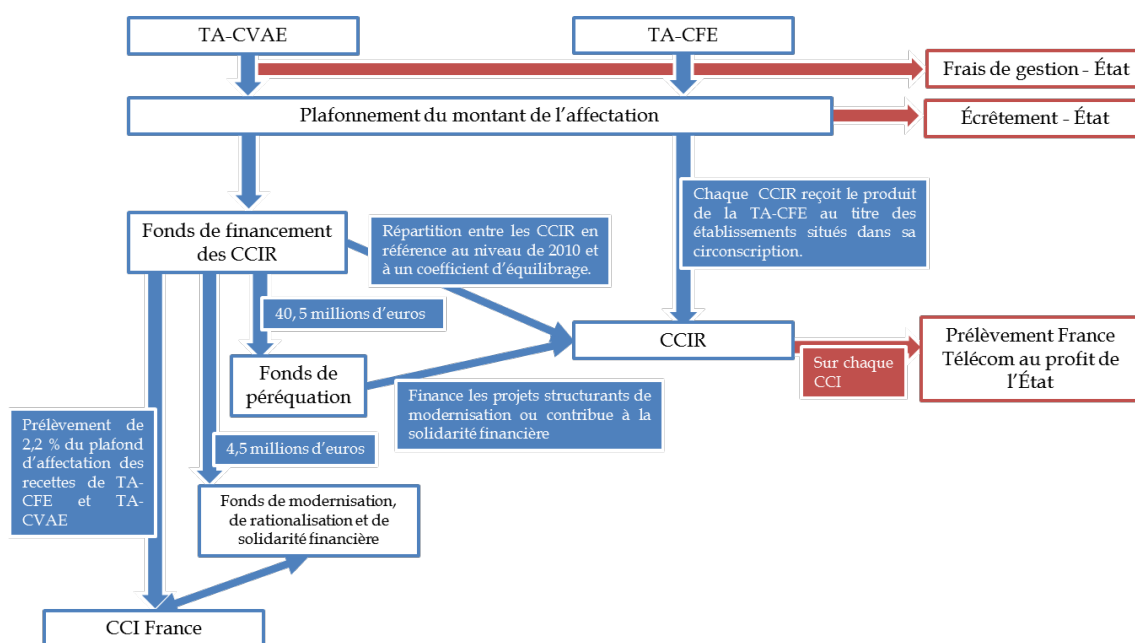 TA-CVAE
TA-CFE
Frais de gestion - État
Plafonnement du montant de l'affectation
Écrêtement - État
Chaque CCIR reçoit le produit
de la TA-CFE au titre des
établissements situés dans sa
circonscription.
Fonds de financement
des CCIR
Répartition entre les CCIR en
référence au niveau de 2010 et
à un coefficient d'équilibrage.
40, 5 millions d'euros
CCIR
Prélèvement France
Télécom au profit de
l'État
Sur chaque
CCI
Fonds de
péréquation
Finance les projets structurants de
modernisation ou contribue à la
solidarité financière
Prélèvement de
2,2 % du plafond
d'affectation des
recettes de TA-
CFE et TA-
CVAE
4,5 millions d'euros
Fonds de modernisation,
de rationalisation et de
solidarité financière
CCI France